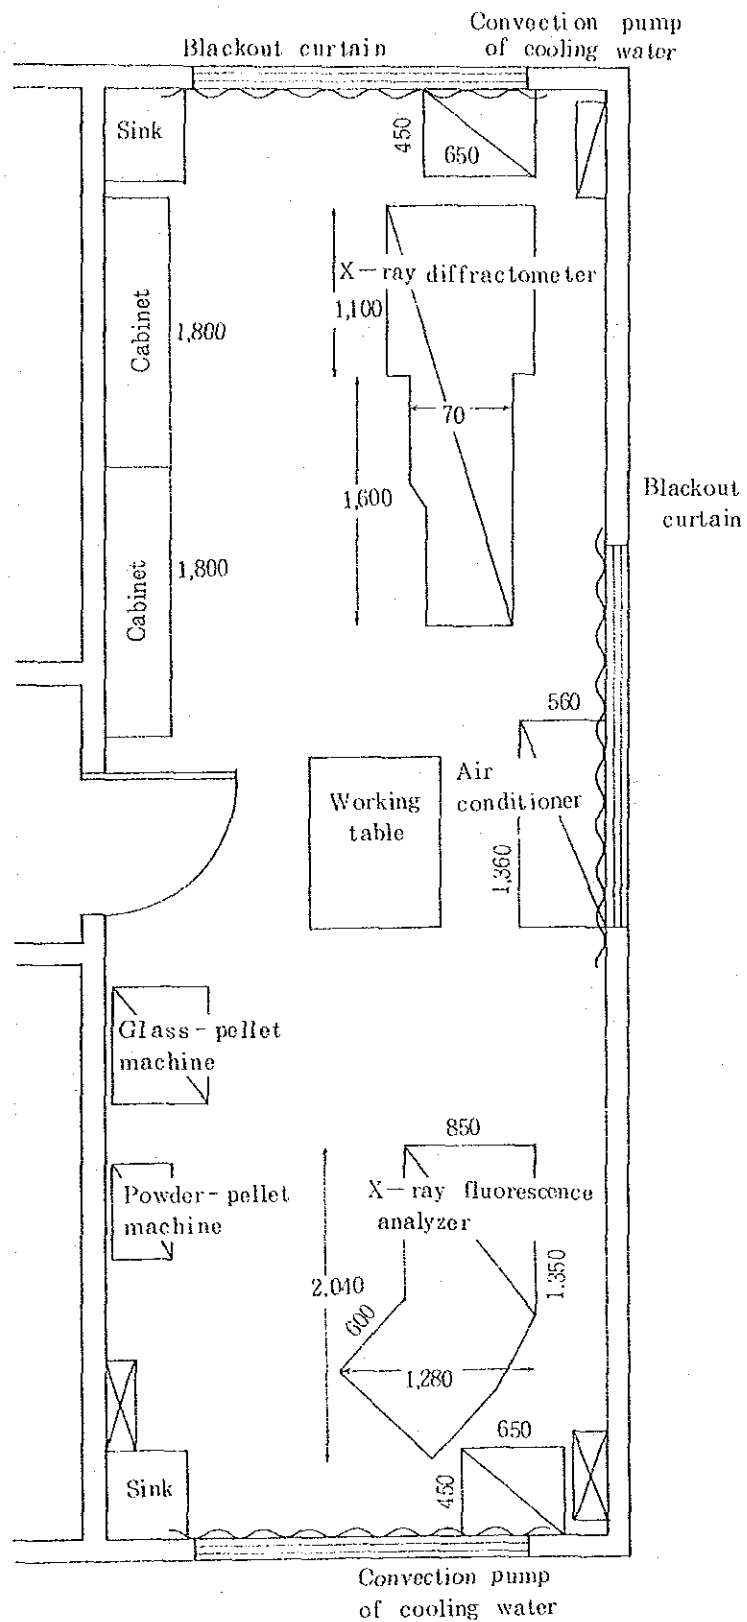 Convection pump
of cooling water
Blackout curtain
Sink
450
650
X-ray diffractometer
1,100
Cabinet
1,800
70
1,600
Blackout
curtain
Cabinet
1,800
560
Air
conditioner
Working
table
1,360
Glass-pellet
machine
850
Powder-pellet
machine
X-ray fluorescence
analyzer
1.350
2,040
600
1,280
650
450
Sink
Convection pump
of cooling water